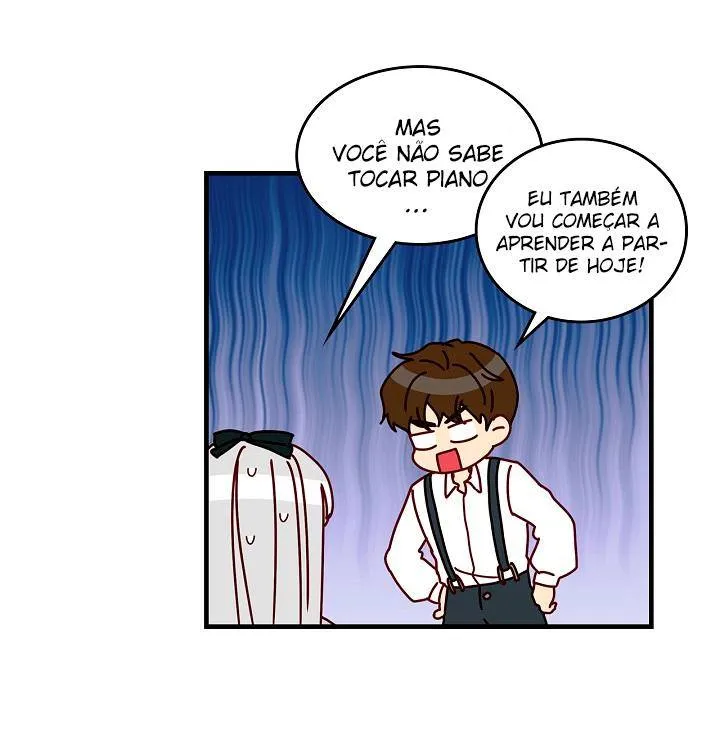 MAS
VOCÊ NÃO SABE
TOCAR PIANO
...
EU TAMBÉM
VOU COMEÇAR A
APRENDER A PAR-
TIR DE HOJE!